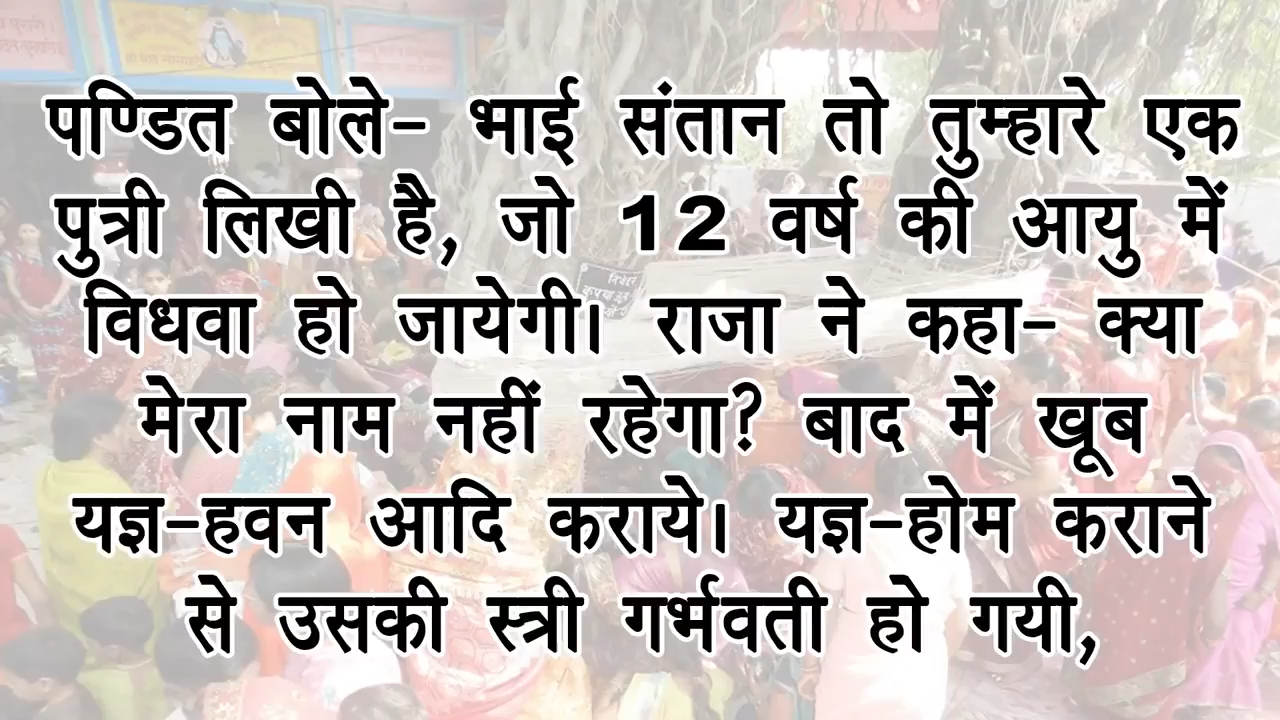 पण्डित बोले- भाई संतान तो तुम्हारे एक
पुत्री लिखी है, जो 12 वर्ष की आयु में
विधवा हो जायेगी। राजा ने कहा- क्या
मेरा नाम नहीं रहेगा? बाद में खूब
यज्ञ-हवन आदि कराये। यज्ञ-होम कराने
से उसकी स्त्री गर्भवती हो गयी,